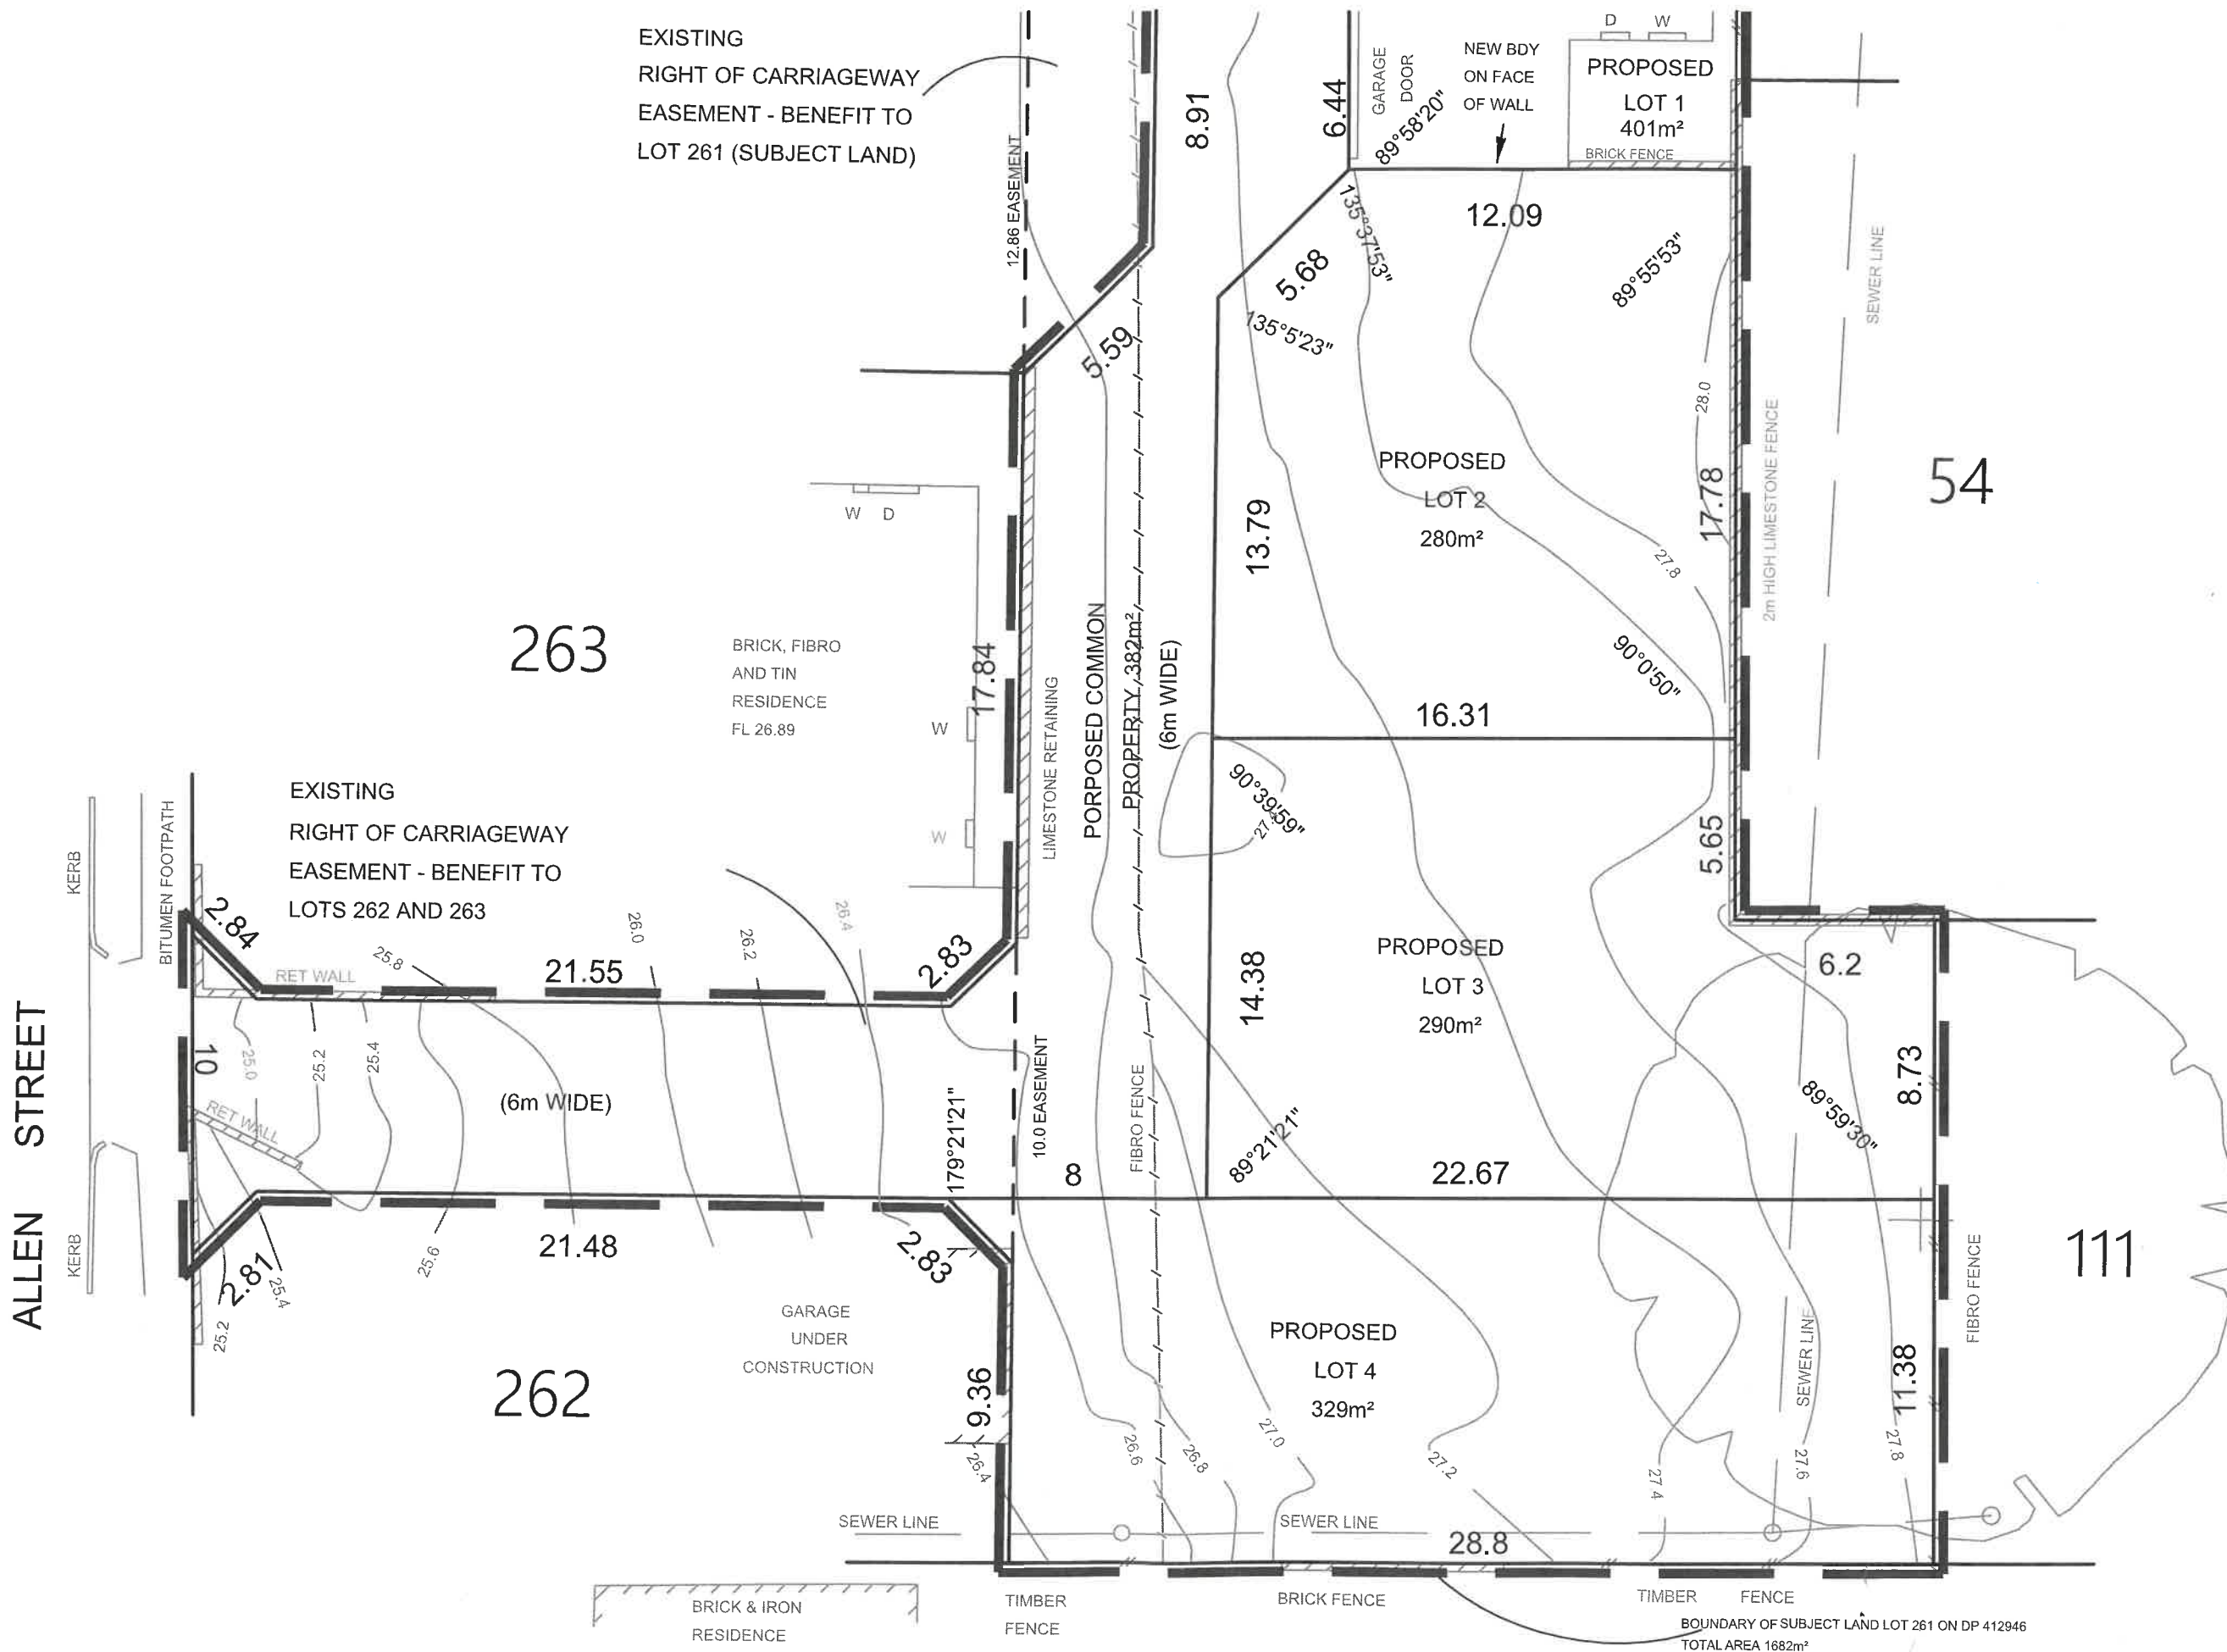 EXISTING
RIGHT OF CARRIAGEWAY
EASEMENT - BENEFIT TO
LOT 261 (SUBJECT LAND)
12.86 EASEMENT
8.91
6.44
GARAGE
DOOR
89°58'20"
NEW BDY
ON FACE
OF WALL
D W
PROPOSED
LOT 1
401m²
BRICK FENCE
12.09
135°37'53"
5.68
135°5'23"
89°55'53"
5.59
SEWER LINE
28.0
2m HIGH LIMESTONE FENCE
17.78
54
PROPOSED
LOT 2
280m²
13.79
27.8
90°0'50"
16.31
W D
263
BRICK, FIBRO
AND TIN
RESIDENCE
FL 26.89
17.84
W
W
LIMESTONE RETAINING
PORPOSED COMMON
PROPERTY 382m²
(6m WIDE)
90°39'59"
EXISTING
RIGHT OF CARRIAGEWAY
EASEMENT - BENEFIT TO
LOTS 262 AND 263
KERB
BITUMEN FOOTPATH
2.84
RET WALL
25.8
21.55
26.0
26.2
26.4
2.83
5.65
6.2
PROPOSED
LOT 3
290m²
14.38
8.73
89°59'30"
ALLEN STREET
10
25.0
25.2
25.4
RET WALL
(6m WIDE)
179°21'21"
10.0 EASEMENT
FIBRO FENCE
8
89°21'21"
22.67
KERB
2.81
25.4
25.2
25.6
21.48
2.83
GARAGE
UNDER
CONSTRUCTION
262
9.36
26.4
26.6
26.8
27.0
27.2
27.4
27.6
27.8
PROPOSED
LOT 4
329m²
SEWER LINE
11.38
FIBRO FENCE
111
SEWER LINE
SEWER LINE
28.8
BRICK & IRON
RESIDENCE
TIMBER
FENCE
BRICK FENCE
TIMBER FENCE
BOUNDARY OF SUBJECT LAND LOT 261 ON DP 412946
TOTAL AREA 1682m²